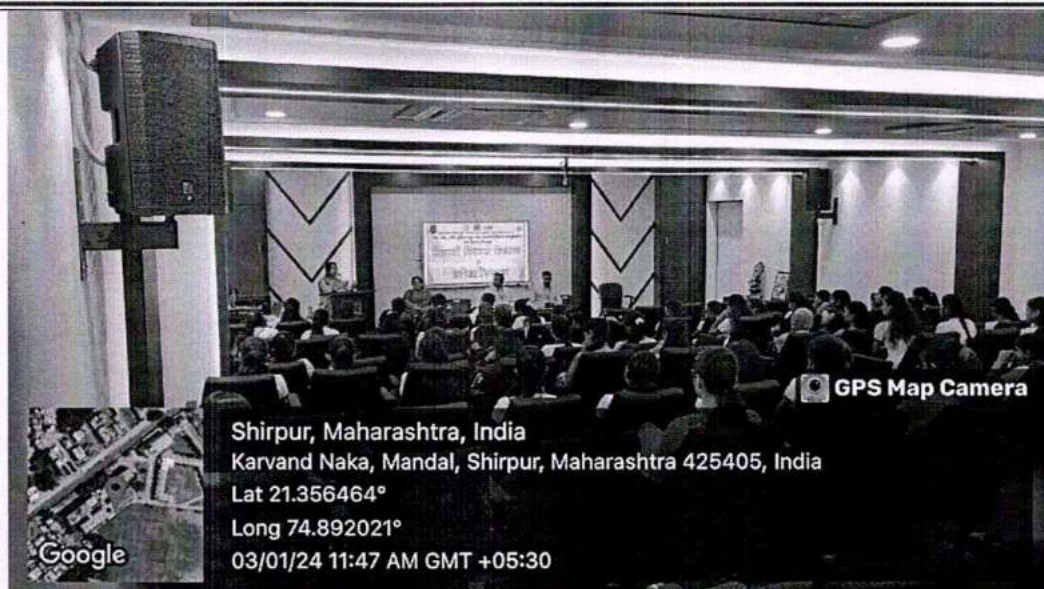 विद्यार्थी विकास विभाग
GPS Map Camera
Shirpur, Maharashtra, India
Karvand Naka, Mandal, Shirpur, Maharashtra 425405, India
Lat 21.356464°
Long 74.892021°
03/01/24 11:47 AM GMT +05:30
Google